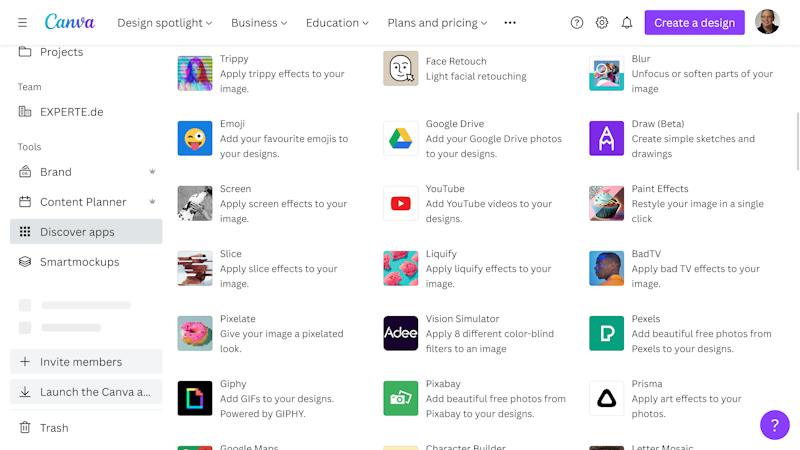 Canva
Design spotlight
Business
Education
Plans and pricing
Create a design
Projects
Team
EXPERTE.de
Tools
Brand
Content Planner
Discover apps
Smartmockups
Invite members
Launch the Canva a...
Trash
Trippy
Apply trippy effects to your
image.
Face Retouch
Light facial retouching
Blur
Unfocus or soften parts of your
image
Emoji
Add your favourite emojis to
your designs.
Google Drive
Add your Google Drive photos
to your designs.
Draw (Beta)
Create simple sketches and
drawings
Screen
Apply screen effects to your
image.
YouTube
Add YouTube videos to your
designs.
Paint Effects
Restyle your image in a single
click
Slice
Apply slice effects to your
image.
Liquify
Apply liquify effects to your
image.
BadTV
Apply bad TV effects to your
image.
Pixelate
Give your image a pixelated
look.
Adee
Vision Simulator
Apply 8 different color-blind
filters to an image
Pexels
Add beautiful free photos from
Pexels to your designs.
Giphy
Add GIFs to your designs.
Powered by GIPHY.
Pixabay
Add beautiful free photos from
Pixabay to your designs.
Prisma
Apply art effects to your
photos.
Google Maps
Character Builder
Letter Mosaic
?